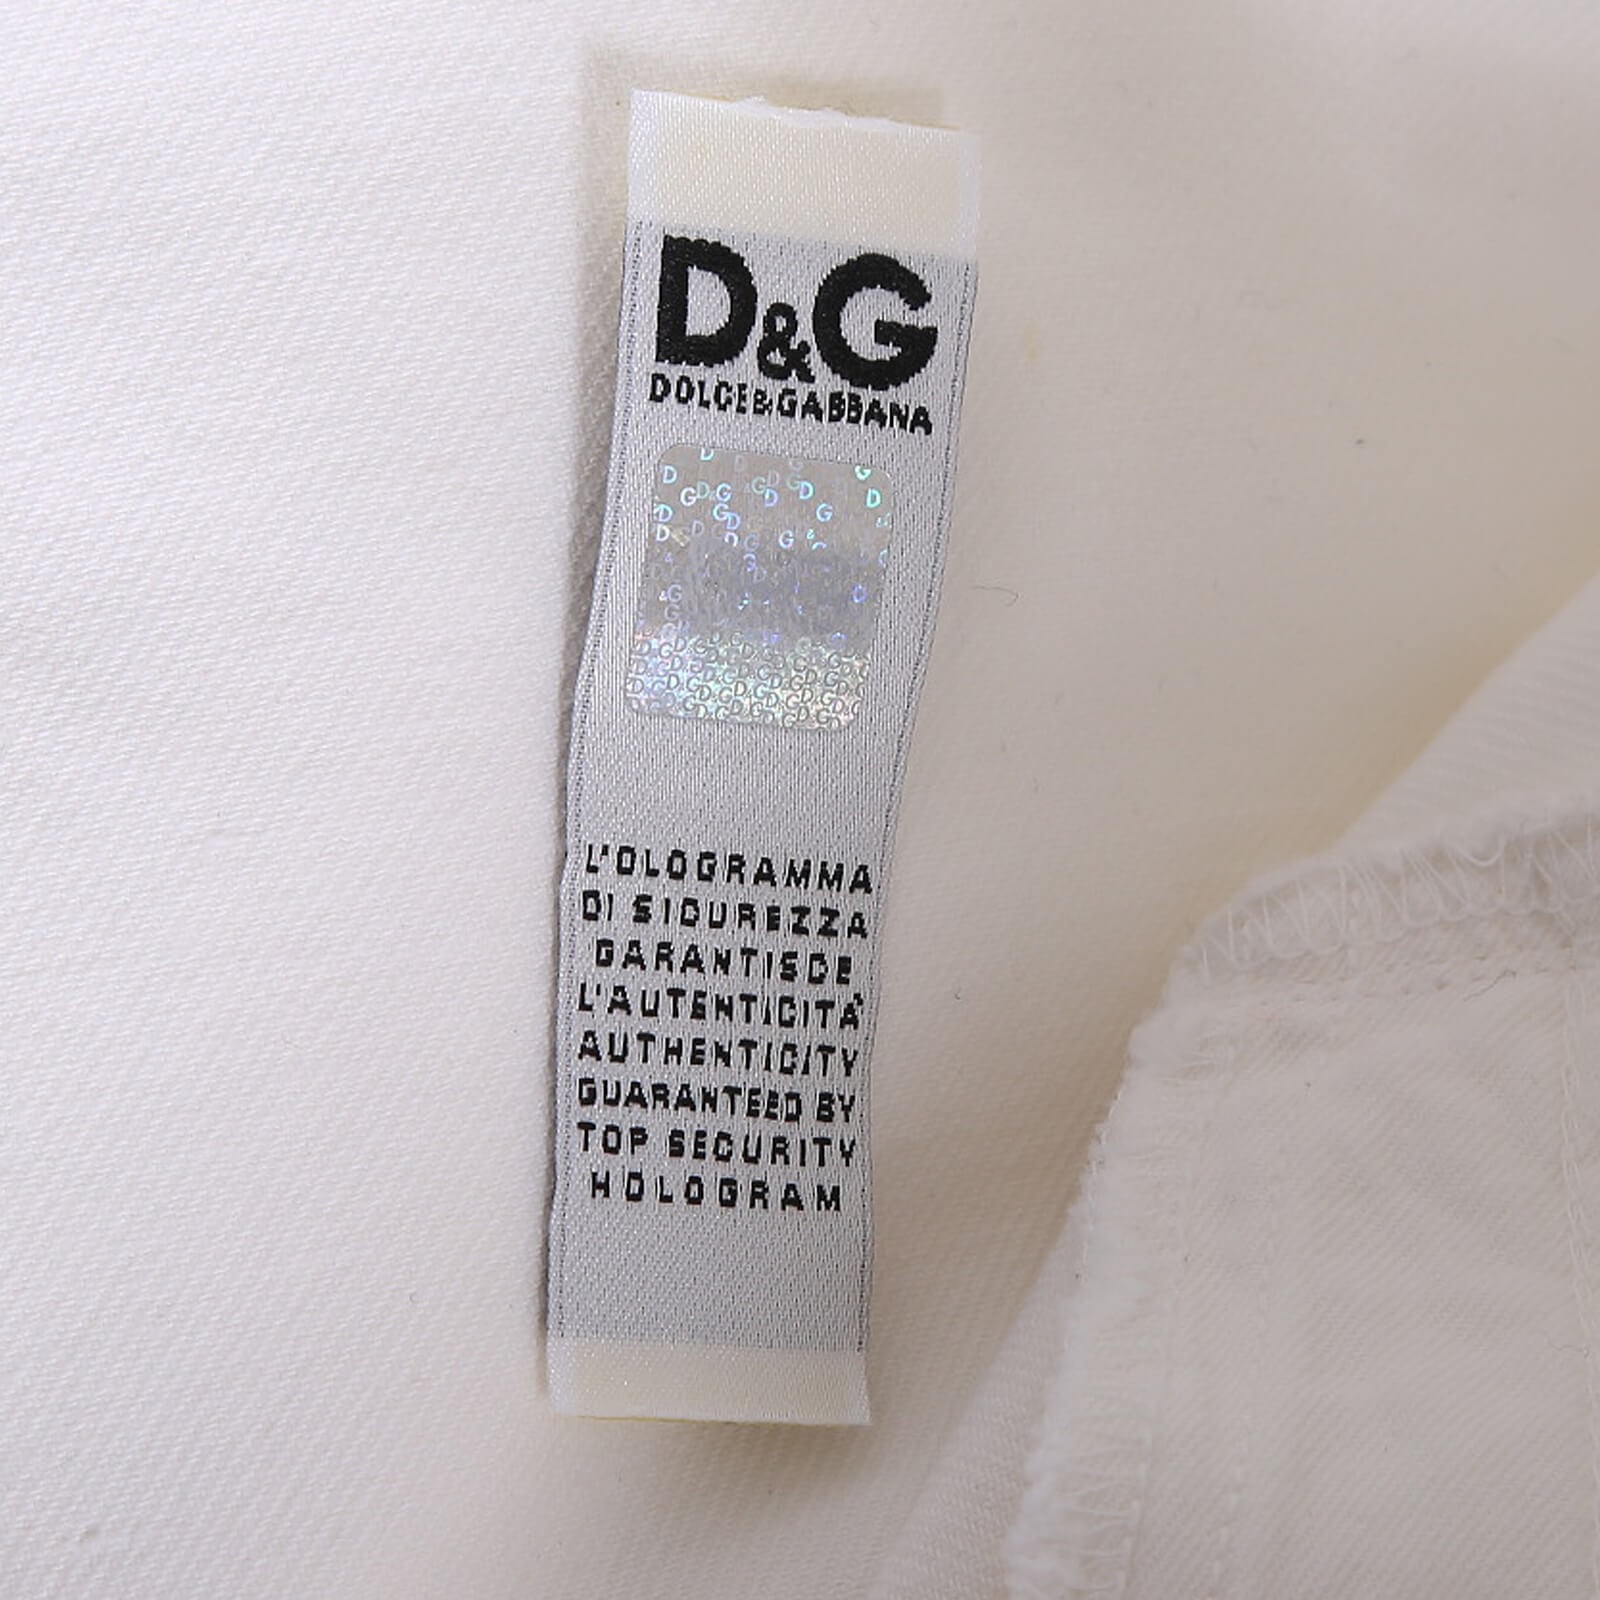 D&G
DOLCE&GABBANA
L'OLOGRAMMA
DI SICUREZZA
GARANTISCE
L'AUTENTICITÀ
AUTHENTICITY
GUARANTEED BY
TOP SECURITY
HOLOGRAM